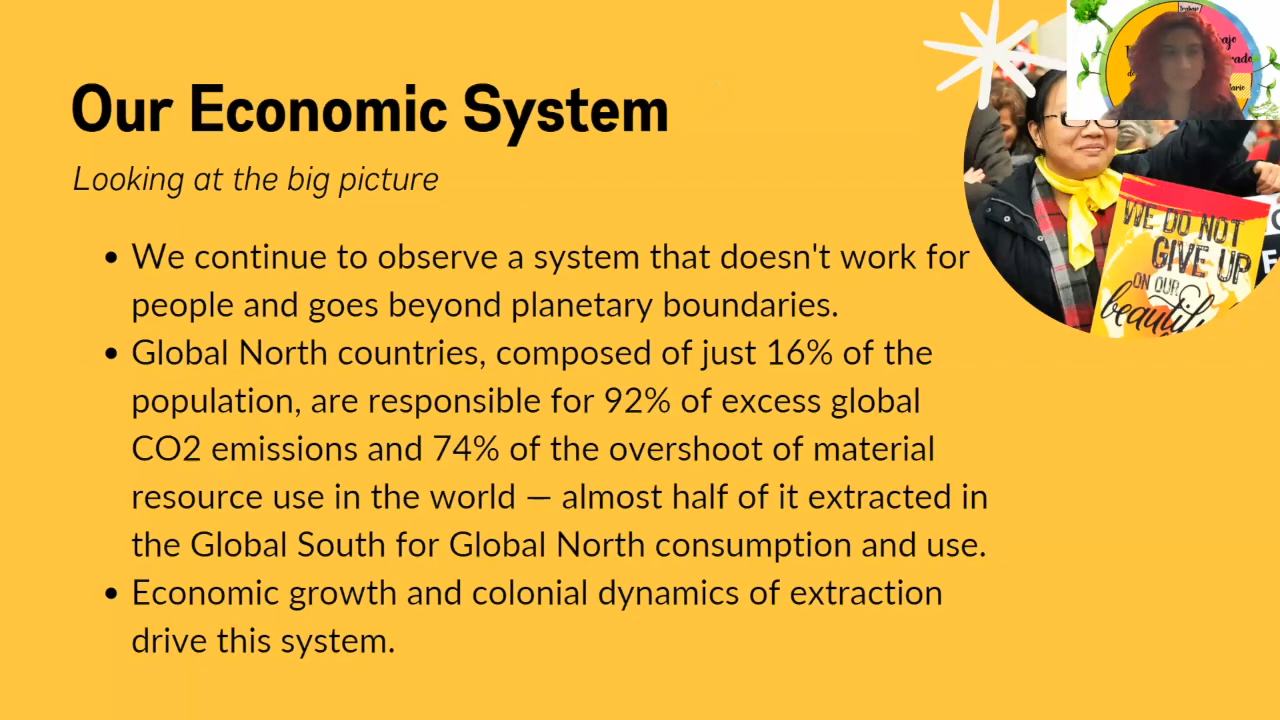 Our Economic System
Looking at the big picture
• We continue to observe a system that doesn't work for
people and goes beyond planetary boundaries.
• Global North countries, composed of just 16% of the
population, are responsible for 92% of excess global
CO2 emissions and 74% of the overshoot of material
resource use in the world — almost half of it extracted in
the Global South for Global North consumption and use.
• Economic growth and colonial dynamics of extraction
drive this system.
WE DO NOT
GIVE UP
ON OUR
beautiful